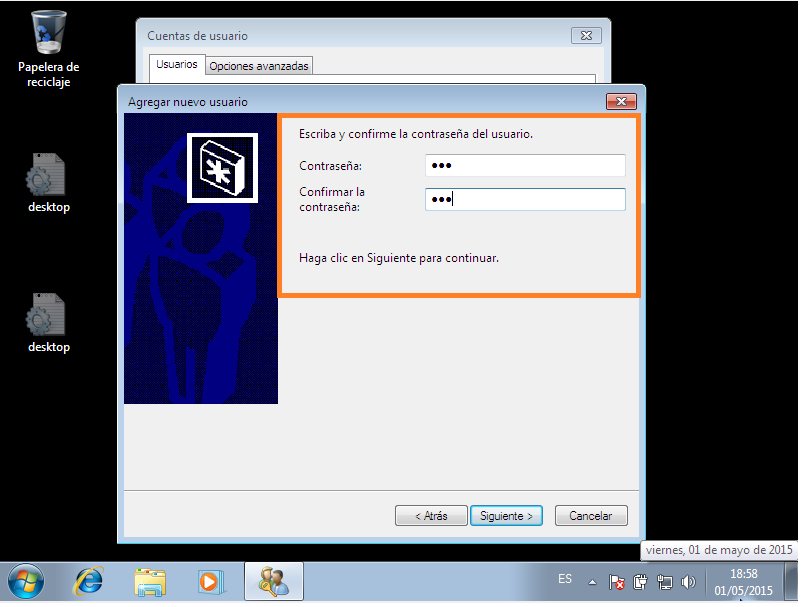 Papelera de
reciclaje
desktop
desktop
Cuentas de usuario
Usuarios
Opciones avanzadas
Agregar nuevo usuario
Escriba y confirme la contraseña del usuario.
Contraseña:
●●●
Confirmar la
contraseña:
●●●
Haga clic en Siguiente para continuar.
< Atrás
Siguiente >
Cancelar
viernes, 01 de mayo de 2015
ES
18:58
01/05/2015